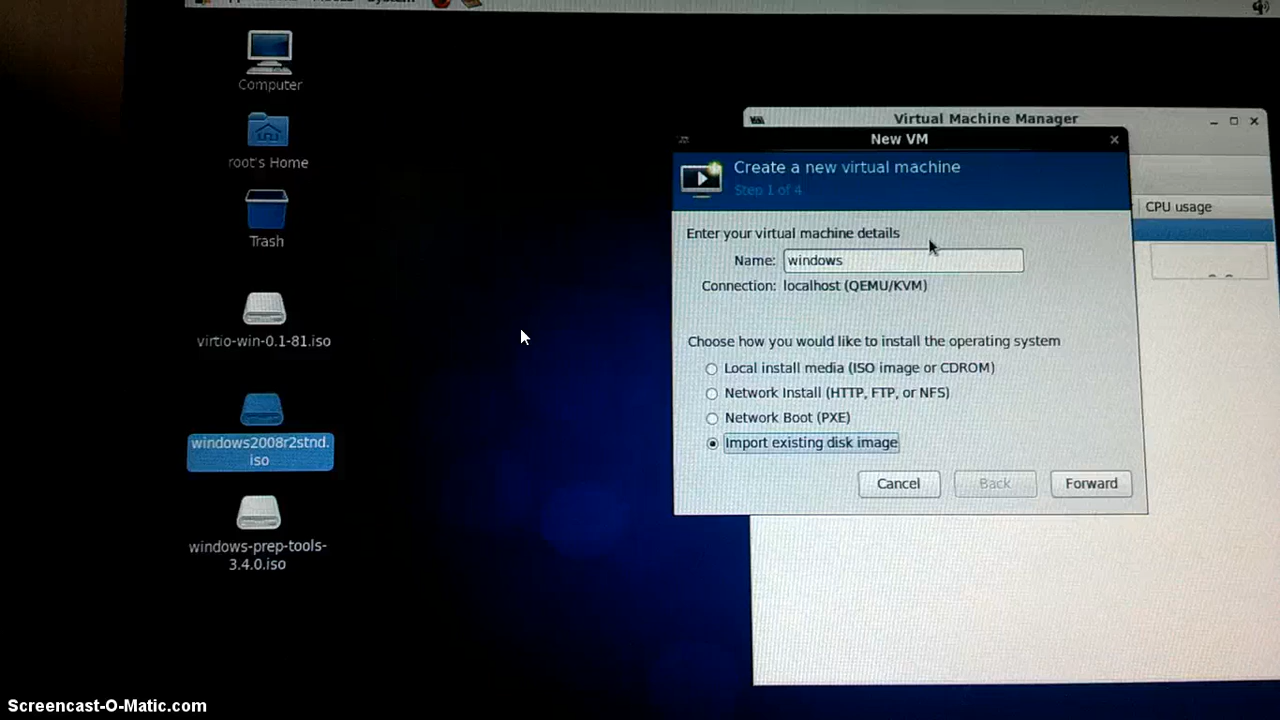 Computer
root's Home
Trash
virtio-win-0.1-81.iso
windows2008r2stnd.
iso
windows-prep-tools-
3.4.0.iso
Virtual Machine Manager
CPU usage
New VM
Create a new virtual machine
Step 1 of 4
Enter your virtual machine details
Name: windows
Connection: localhost (QEMU/KVM)
Choose how you would like to install the operating system
Local install media (ISO image or CDROM)
Network Install (HTTP, FTP, or NFS)
Network Boot (PXE)
Import existing disk image
Cancel
Back
Forward
Screencast-O-Matic.com